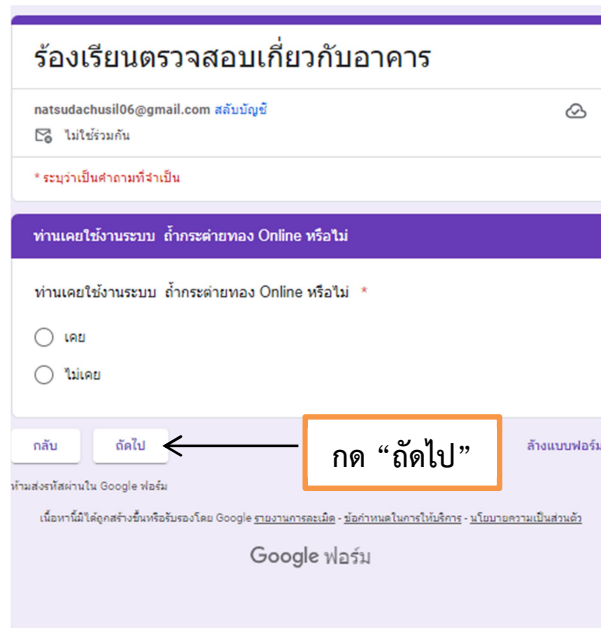 ร้องเรียนตรวจสอบเกี่ยวกับอาคาร
natsudachusil06@gmail.com สลับบัญชี
ไม่ใช้ร่วมกัน
* ระบุว่าเป็นคำถามที่จำเป็น
ท่านเคยใช้งานระบบ ถ้ำกระต่ายทอง Online หรือไม่
ท่านเคยใช้งานระบบ ถ้ำกระต่ายทอง Online หรือไม่ *
เคย
ไม่เคย
กลับ ถัดไป กด “ถัดไป” ล้างแบบฟอร์ม
ห้ามส่งรหัสผ่านใน Google ฟอร์ม
เนื้อหานี้มิได้ถูกสร้างขึ้นหรือรับรองโดย Google รายงานการละเมิด - ข้อกำหนดในการให้บริการ - นโยบายความเป็นส่วนตัว
Google ฟอร์ม